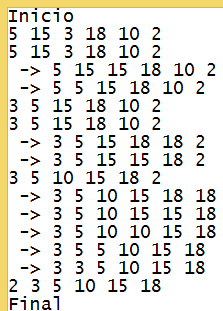 Inicio
5 15 3 18 10 2
5 15 3 18 10 2
-> 5 15 15 18 10 2
-> 5 5 15 18 10 2
3 5 15 18 10 2
3 5 15 18 10 2
-> 3 5 15 18 18 2
-> 3 5 15 15 18 2
3 5 10 15 18 2
-> 3 5 10 15 18 18
-> 3 5 10 15 15 18
-> 3 5 10 10 15 18
-> 3 5 5 10 15 18
-> 3 3 5 10 15 18
2 3 5 10 15 18
Final